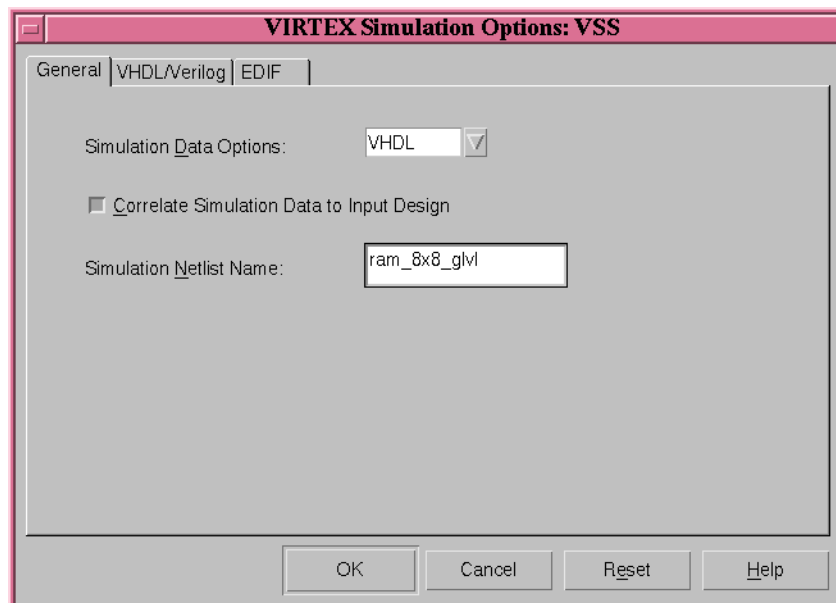 VIRTEX Simulation Options: VSS
General VHDL/Verilog EDIF
Simulation Data Options: VHDL
Correlate Simulation Data to Input Design
Simulation Netlist Name: ram_8x8_glvl
OK Cancel Reset Help